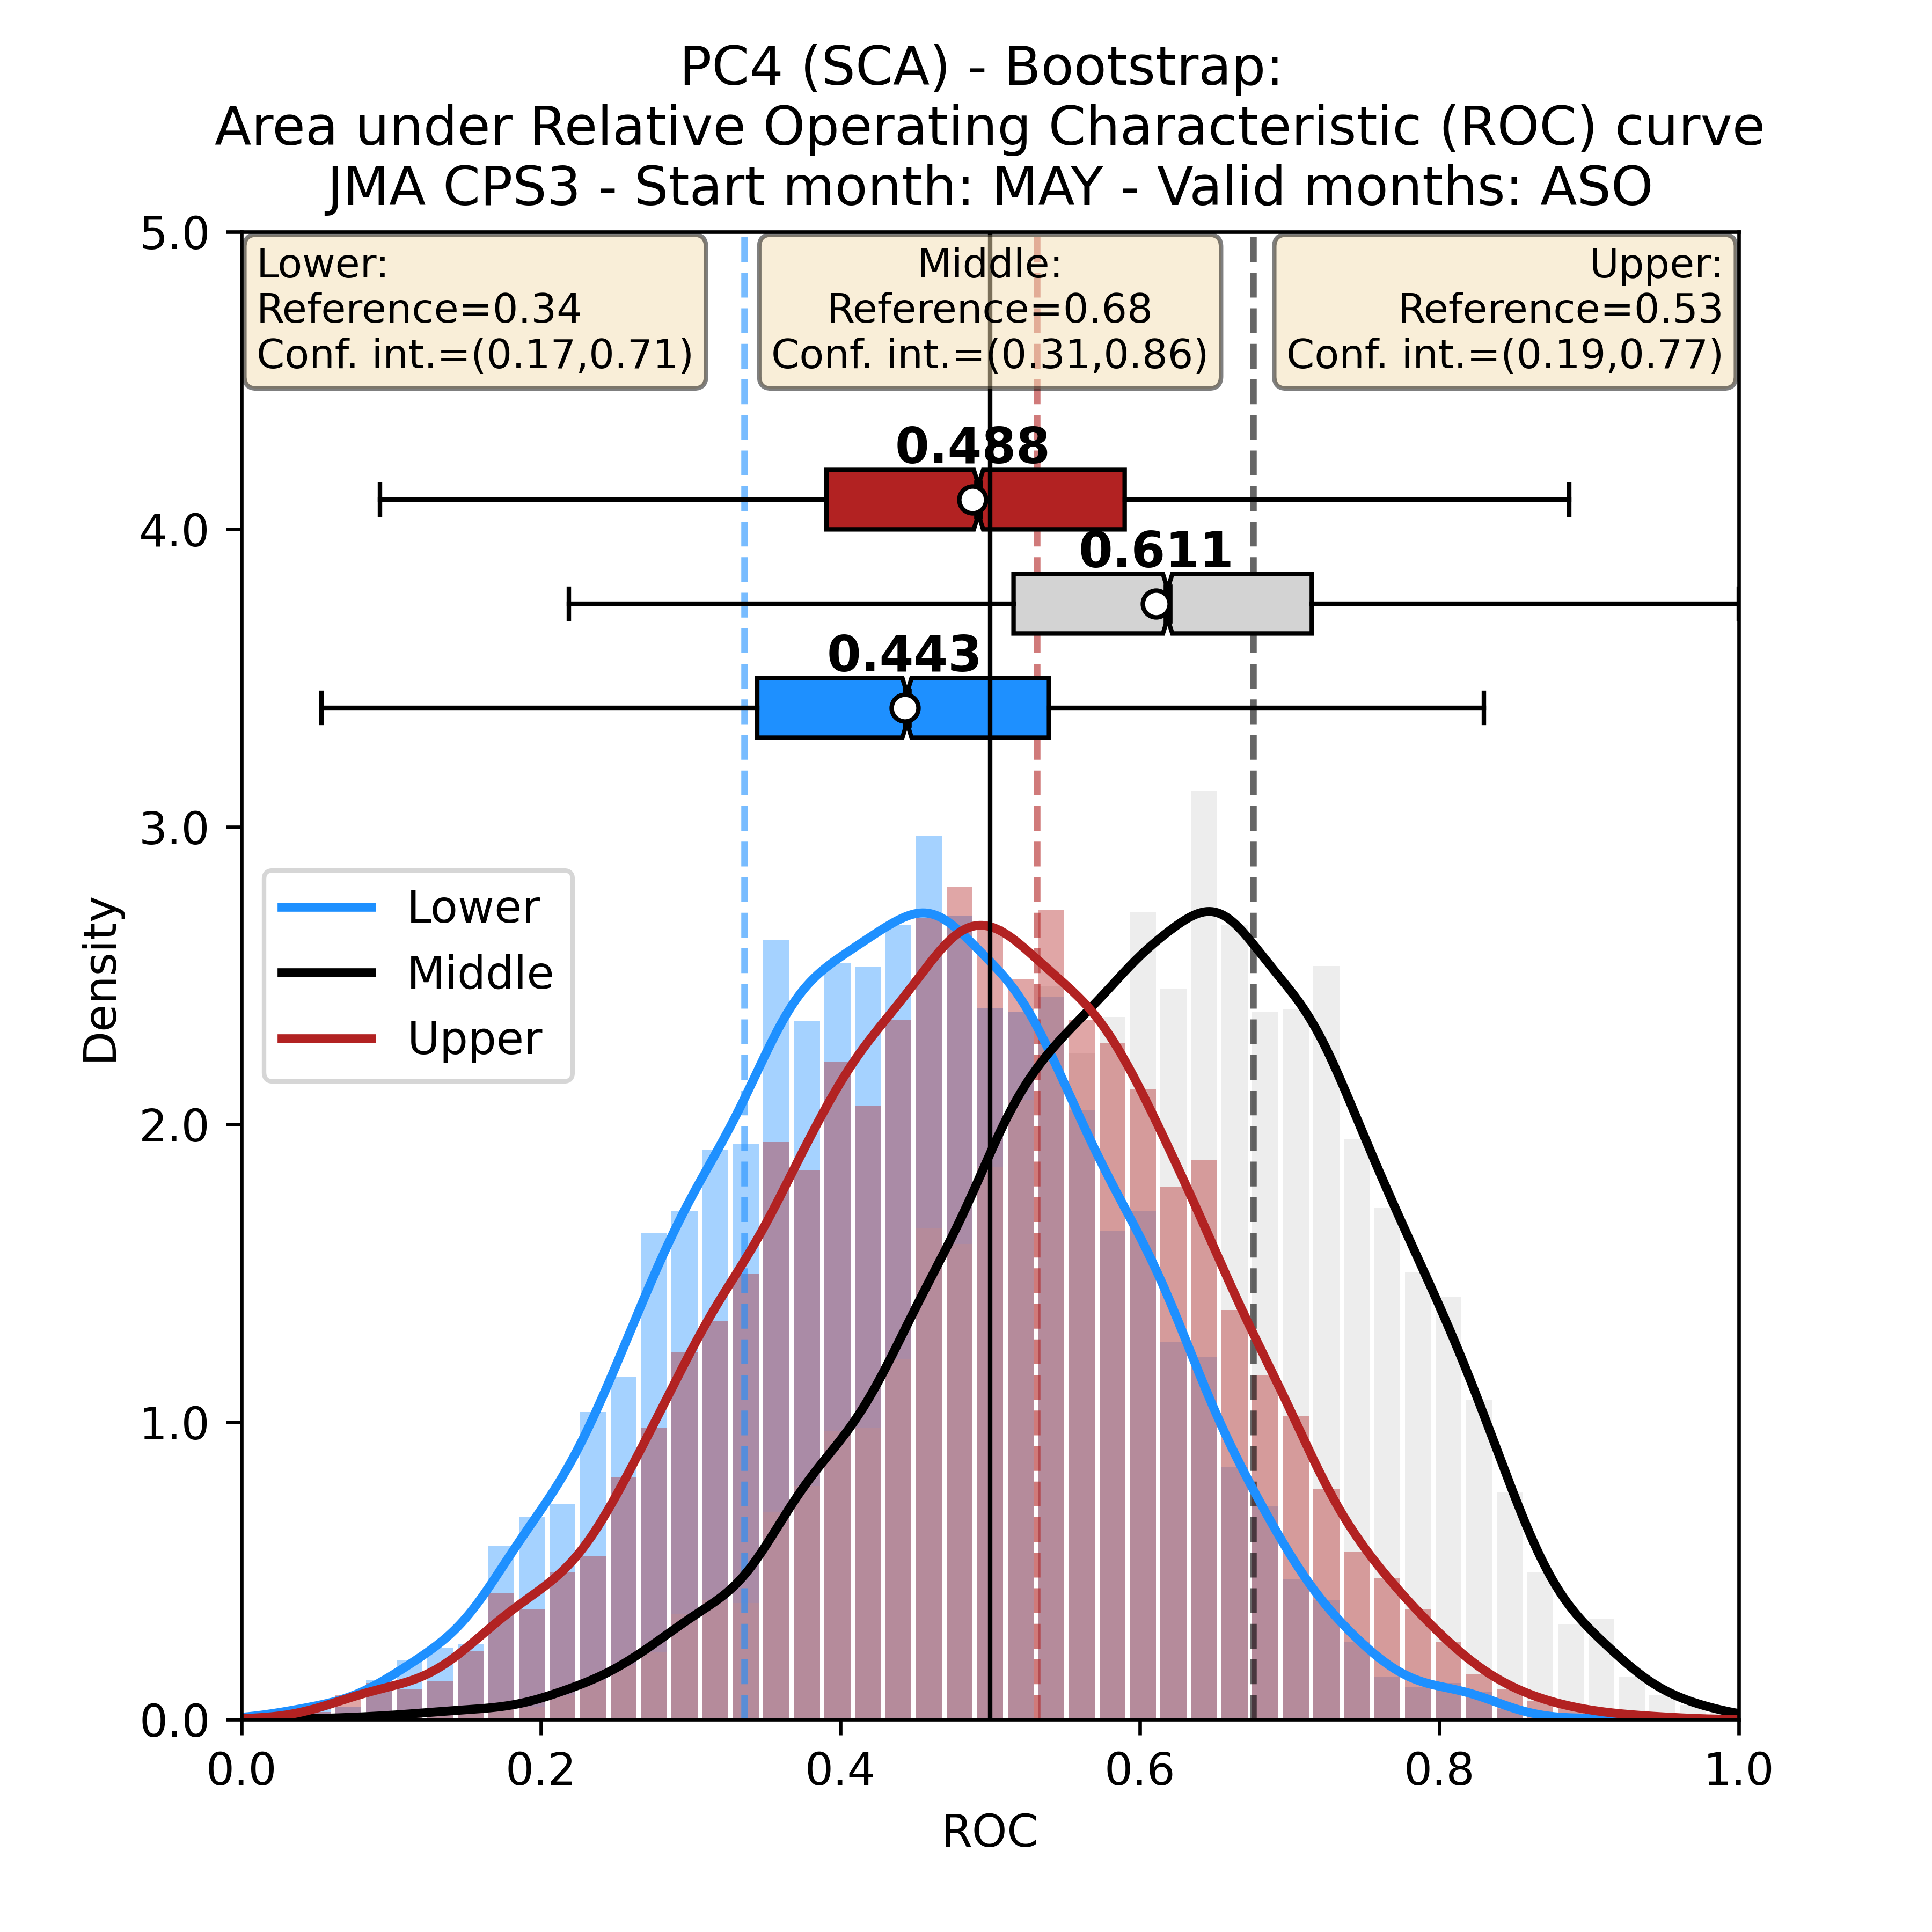 PC4 (SCA) - Bootstrap:
Area under Relative Operating Characteristic (ROC) curve
JMA CPS3 - Start month: MAY - Valid months: ASO
Lower:
Reference=0.34
Conf. int.=(0.17,0.71)
Middle:
Reference=0.68
Conf. int.=(0.31,0.86)
Upper:
Reference=0.53
Conf. int.=(0.19,0.77)
0.488
0.611
0.443
5.0
4.0
3.0
2.0
1.0
0.0
Density
Lower
Middle
Upper
0.0 0.2 0.4 0.6 0.8 1.0
ROC